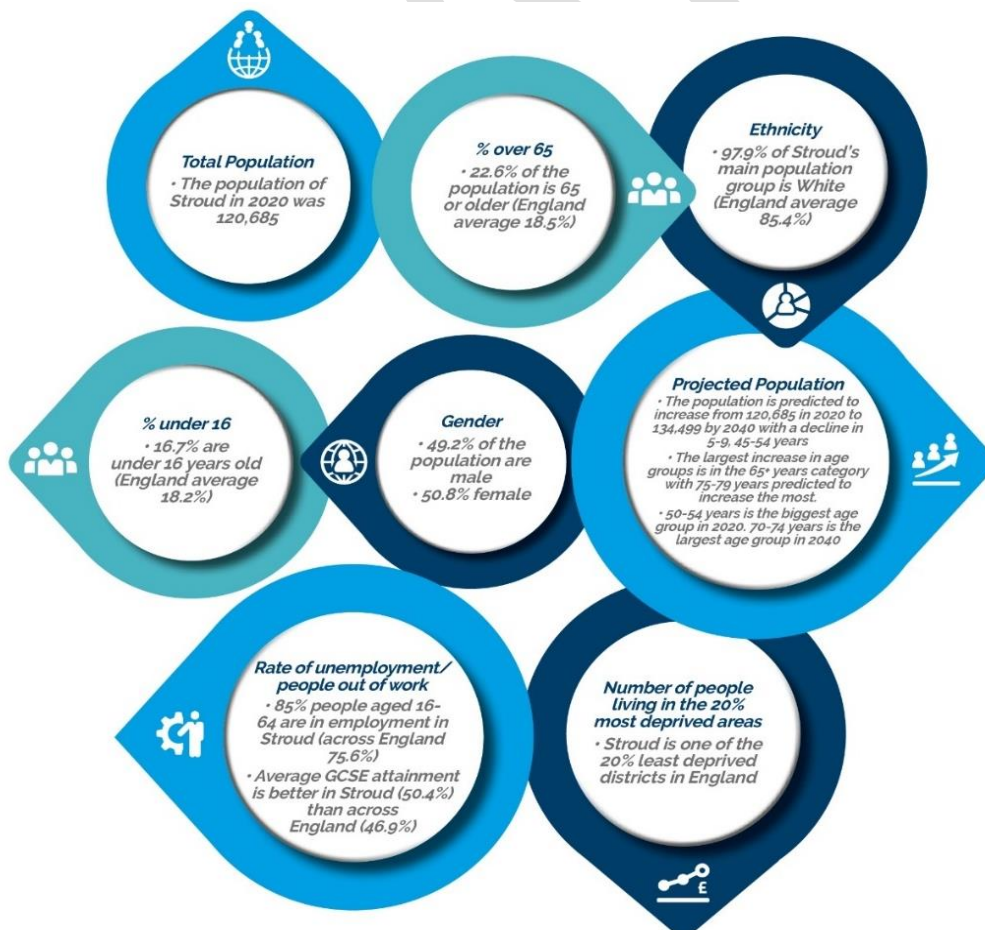 Total Population
• The population of
Stroud in 2020 was
120,685
% over 65
• 22.6% of the
population is 65
or older (England
average 18.5%)
Ethnicity
• 97.9% of Stroud's
main population
group is White
(England average
85.4%)
% under 16
• 16.7% are
under 16 years old
(England average
18.2%)
Gender
• 49.2% of the
population are
male
• 50.8% female
Projected Population
• The population is predicted to
increase from 120,685 in 2020 to
134,499 by 2040 with a decline in
5-9, 45-54 years
• The largest increase in age
groups is in the 65+ years category
with 75-79 years predicted to
increase the most.
• 50-54 years is the biggest age
group in 2020. 70-74 years is the
largest age group in 2040
Rate of unemployment/
people out of work
• 85% people aged 16-
64 are in employment in
Stroud (across England
75.6%)
• Average GCSE attainment
is better in Stroud (50.4%)
than across
England (46.9%)
Number of people
living in the 20%
most deprived areas
• Stroud is one of the
20% least deprived
districts in England
£